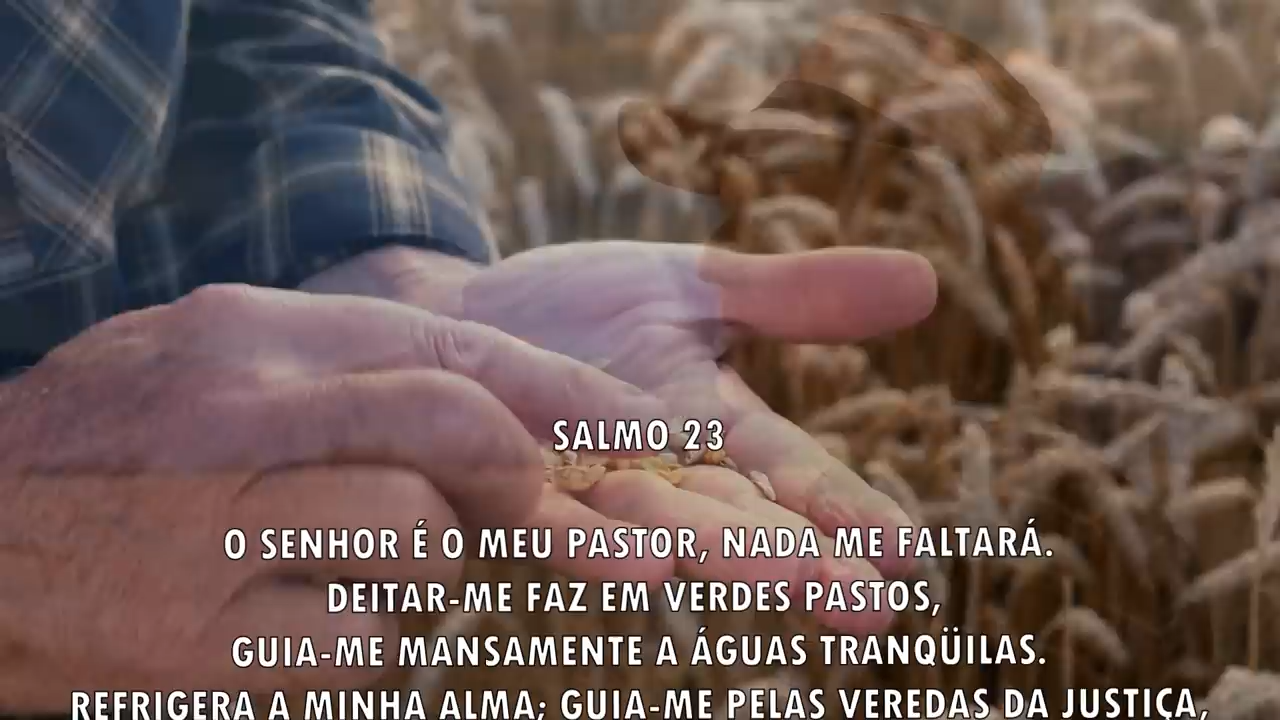 SALMO 23
O SENHOR É O MEU PASTOR, NADA ME FALTARÁ.
DEITAR-ME FAZ EM VERDES PASTOS,
GUIA-ME MANSAMENTE A ÁGUAS TRANQÜILAS.
REFRIGERA A MINHA ALMA; GUIA-ME PELAS VEREDAS DA JUSTIÇA,